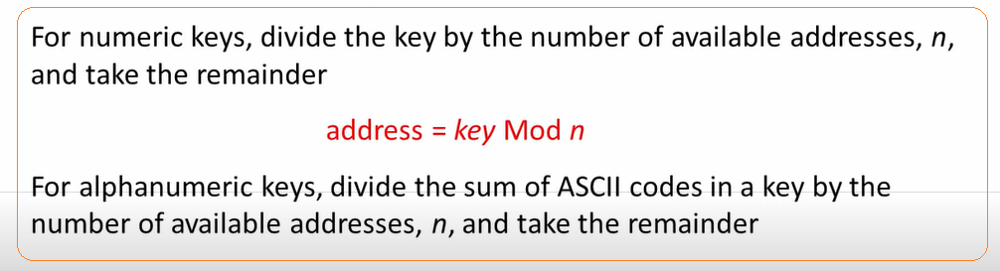 For numeric keys, divide the key by the number of available addresses, n,
and take the remainder
address = key Mod n
For alphanumeric keys, divide the sum of ASCII codes in a key by the
number of available addresses, n, and take the remainder